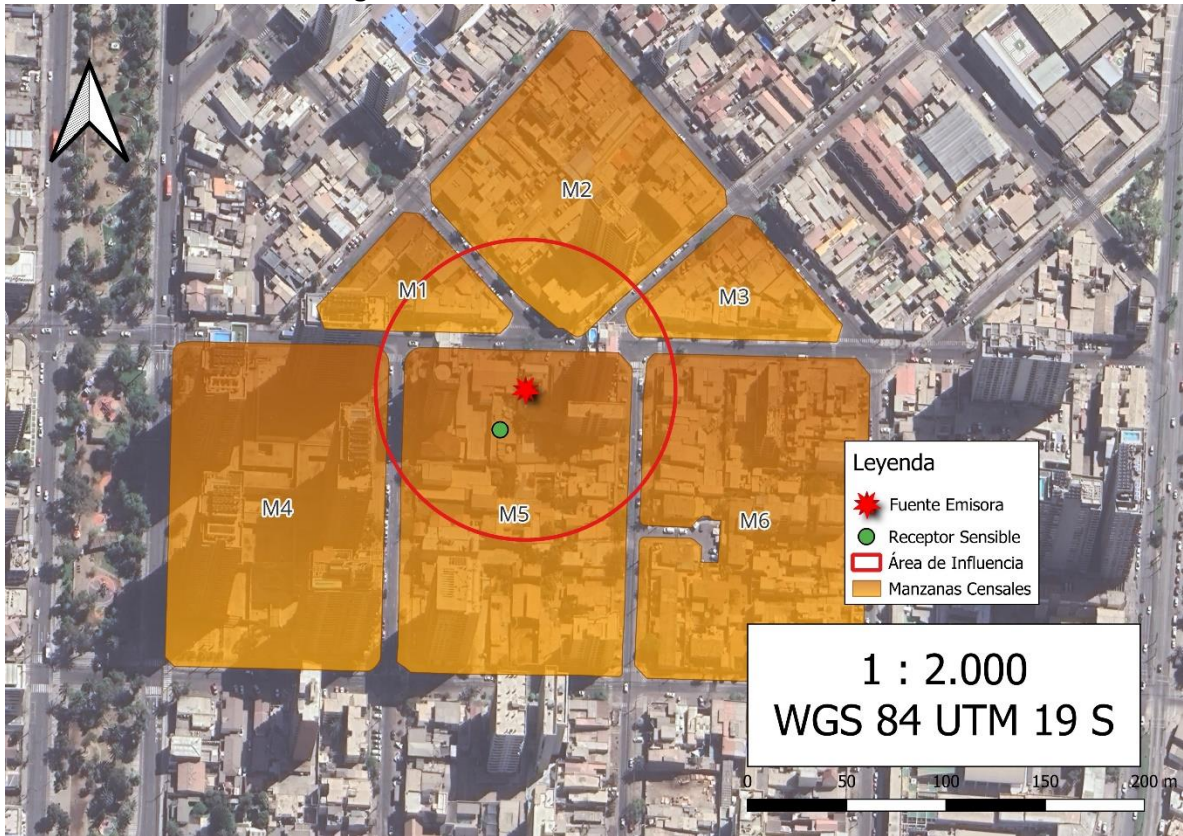 M2
M1
M3
M4
M5
M6
Leyenda
Fuente Emisora
Receptor Sensible
Área de Influencia
Manzanas Censales
1 : 2.000
WGS 84 UTM 19 S
0 50 100 150 200 m